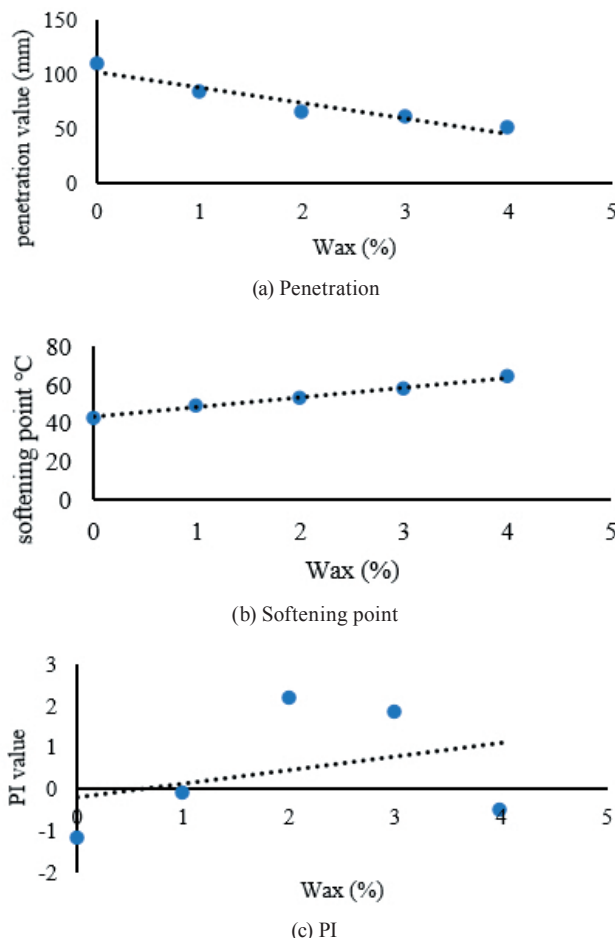 150
100
50
0
penetration value (mm)
0 1 2 3 4 5
Wax (%)
(a) Penetration
80
60
40
20
0
softening point °C
0 1 2 3 4 5
Wax (%)
(b) Softening point
3
2
1
0
-1
-2
PI value
0 1 2 3 4 5
Wax (%)
(c) PI